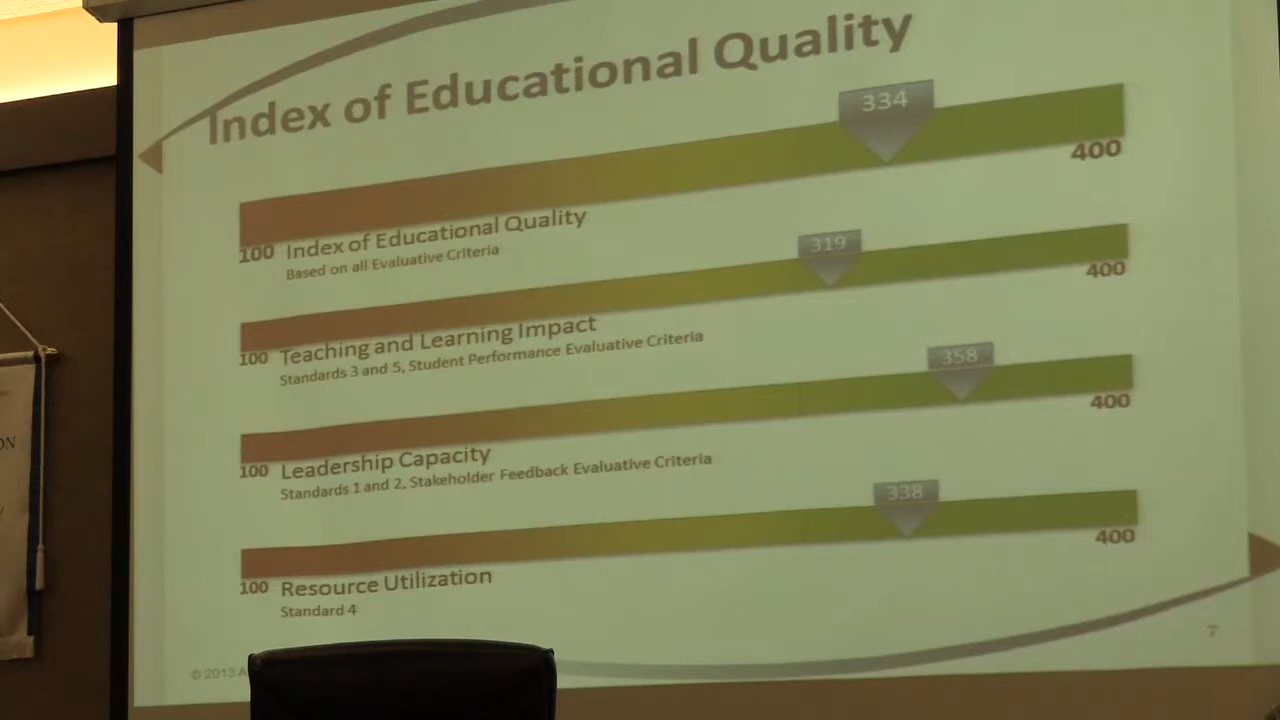 Index of Educational Quality
334
400
100 Index of Educational Quality
Based on all Evaluative Criteria
319
400
100 Teaching and Learning Impact
Standards 3 and 5, Student Performance Evaluative Criteria
358
400
100 Leadership Capacity
Standards 1 and 2, Stakeholder Feedback Evaluative Criteria
338
400
100 Resource Utilization
Standard 4
© 2013
7
ON